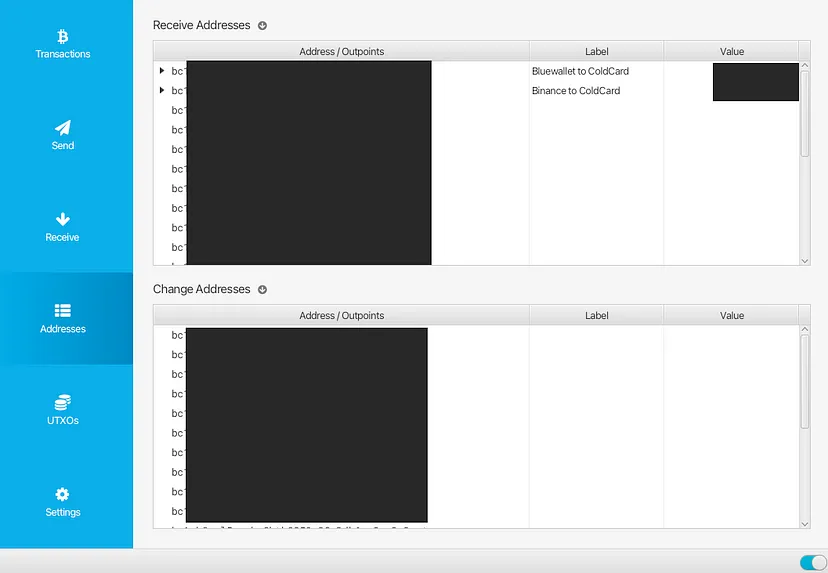 Transactions
Send
Receive
Addresses
UTXOs
Settings
Receive Addresses
Address / Outpoints Label Value
bc1 Bluewallet to ColdCard
bc1 Binance to ColdCard
bc1
bc1
bc1
bc1
bc1
bc1
bc1
bc1
Change Addresses
Address / Outpoints Label Value
bc1
bc1
bc1
bc1
bc1
bc1
bc1
bc1
bc1
bc1